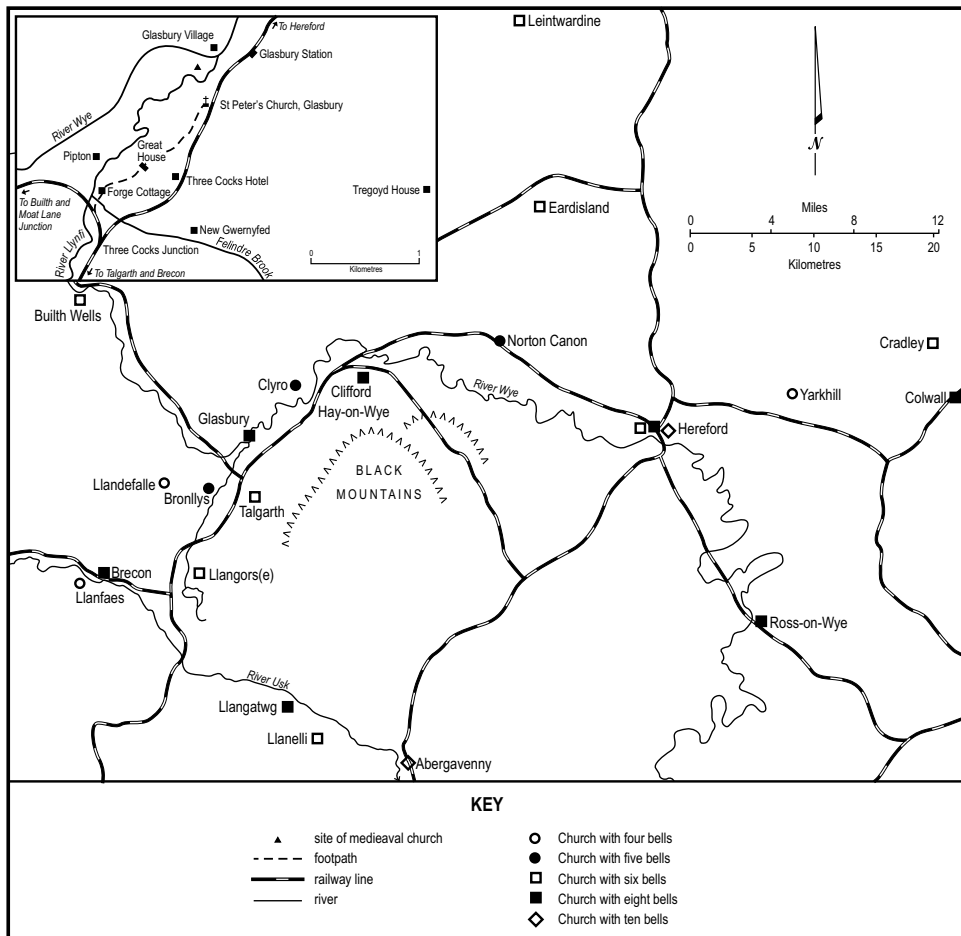 To Hereford
Glasbury Village
Glasbury Station
St Peter's Church, Glasbury
River Wye
Great
House
Pipton
Three Cocks Hotel
Forge Cottage
To Builth and
Moat Lane
Junction
New Gwernyfed
Three Cocks Junction
River Llynfi
Felindre Brook
To Talgarth and Brecon
Tregoyd House
0 1
Kilometres
Leintwardine
N
Eardisland
Miles
0 4 8 12
0 5 10 15 20
Kilometres
Builth Wells
Norton Canon
Cradley
Clyro
Clifford
Hay-on-Wye
River Wye
Yarkhill
Colwall
Glasbury
Hereford
BLACK
MOUNTAINS
Llandefalle
Bronllys
Talgarth
Brecon
Llanfaes
Llangors(e)
Ross-on-Wye
River Usk
Llangatwg
Llanelli
Abergavenny
KEY
site of medieaval church
footpath
railway line
river
Church with four bells
Church with five bells
Church with six bells
Church with eight bells
Church with ten bells